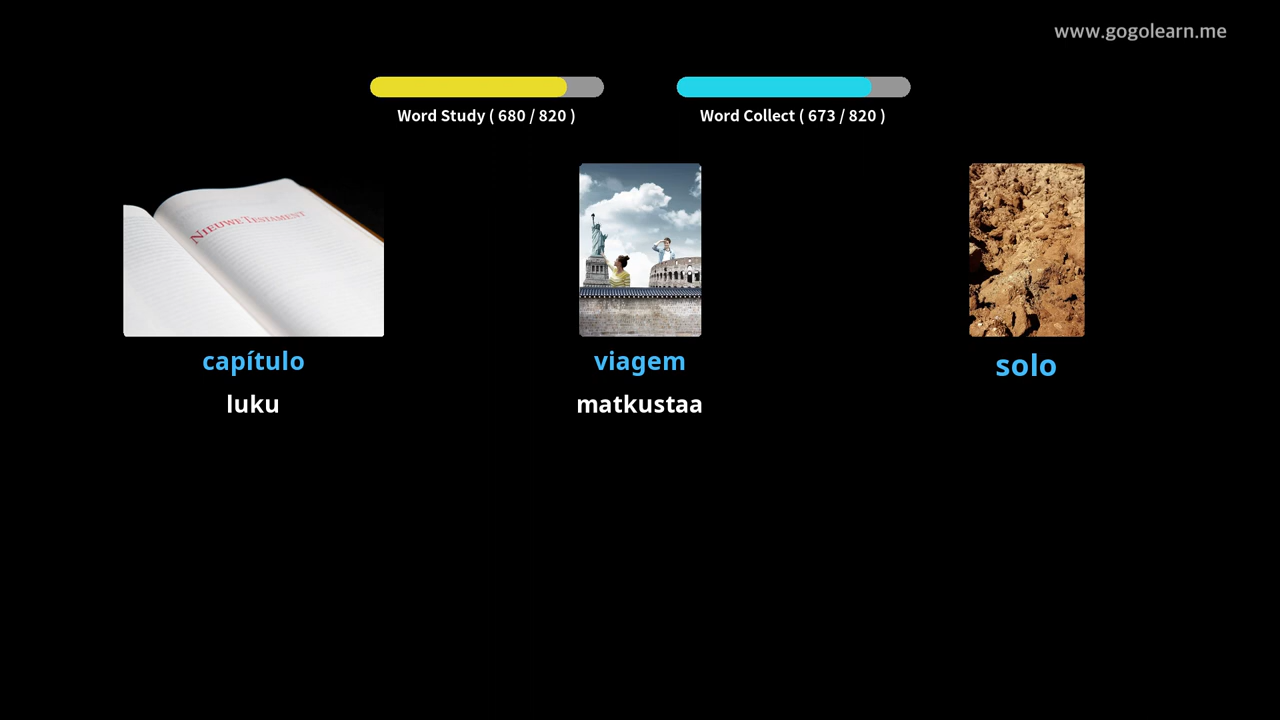 www.gogolearn.me
Word Study ( 680 / 820 )
Word Collect ( 673 / 820 )
NIEUWE TESTAMENT
capítulo
viagem
solo
luku
matkustaa